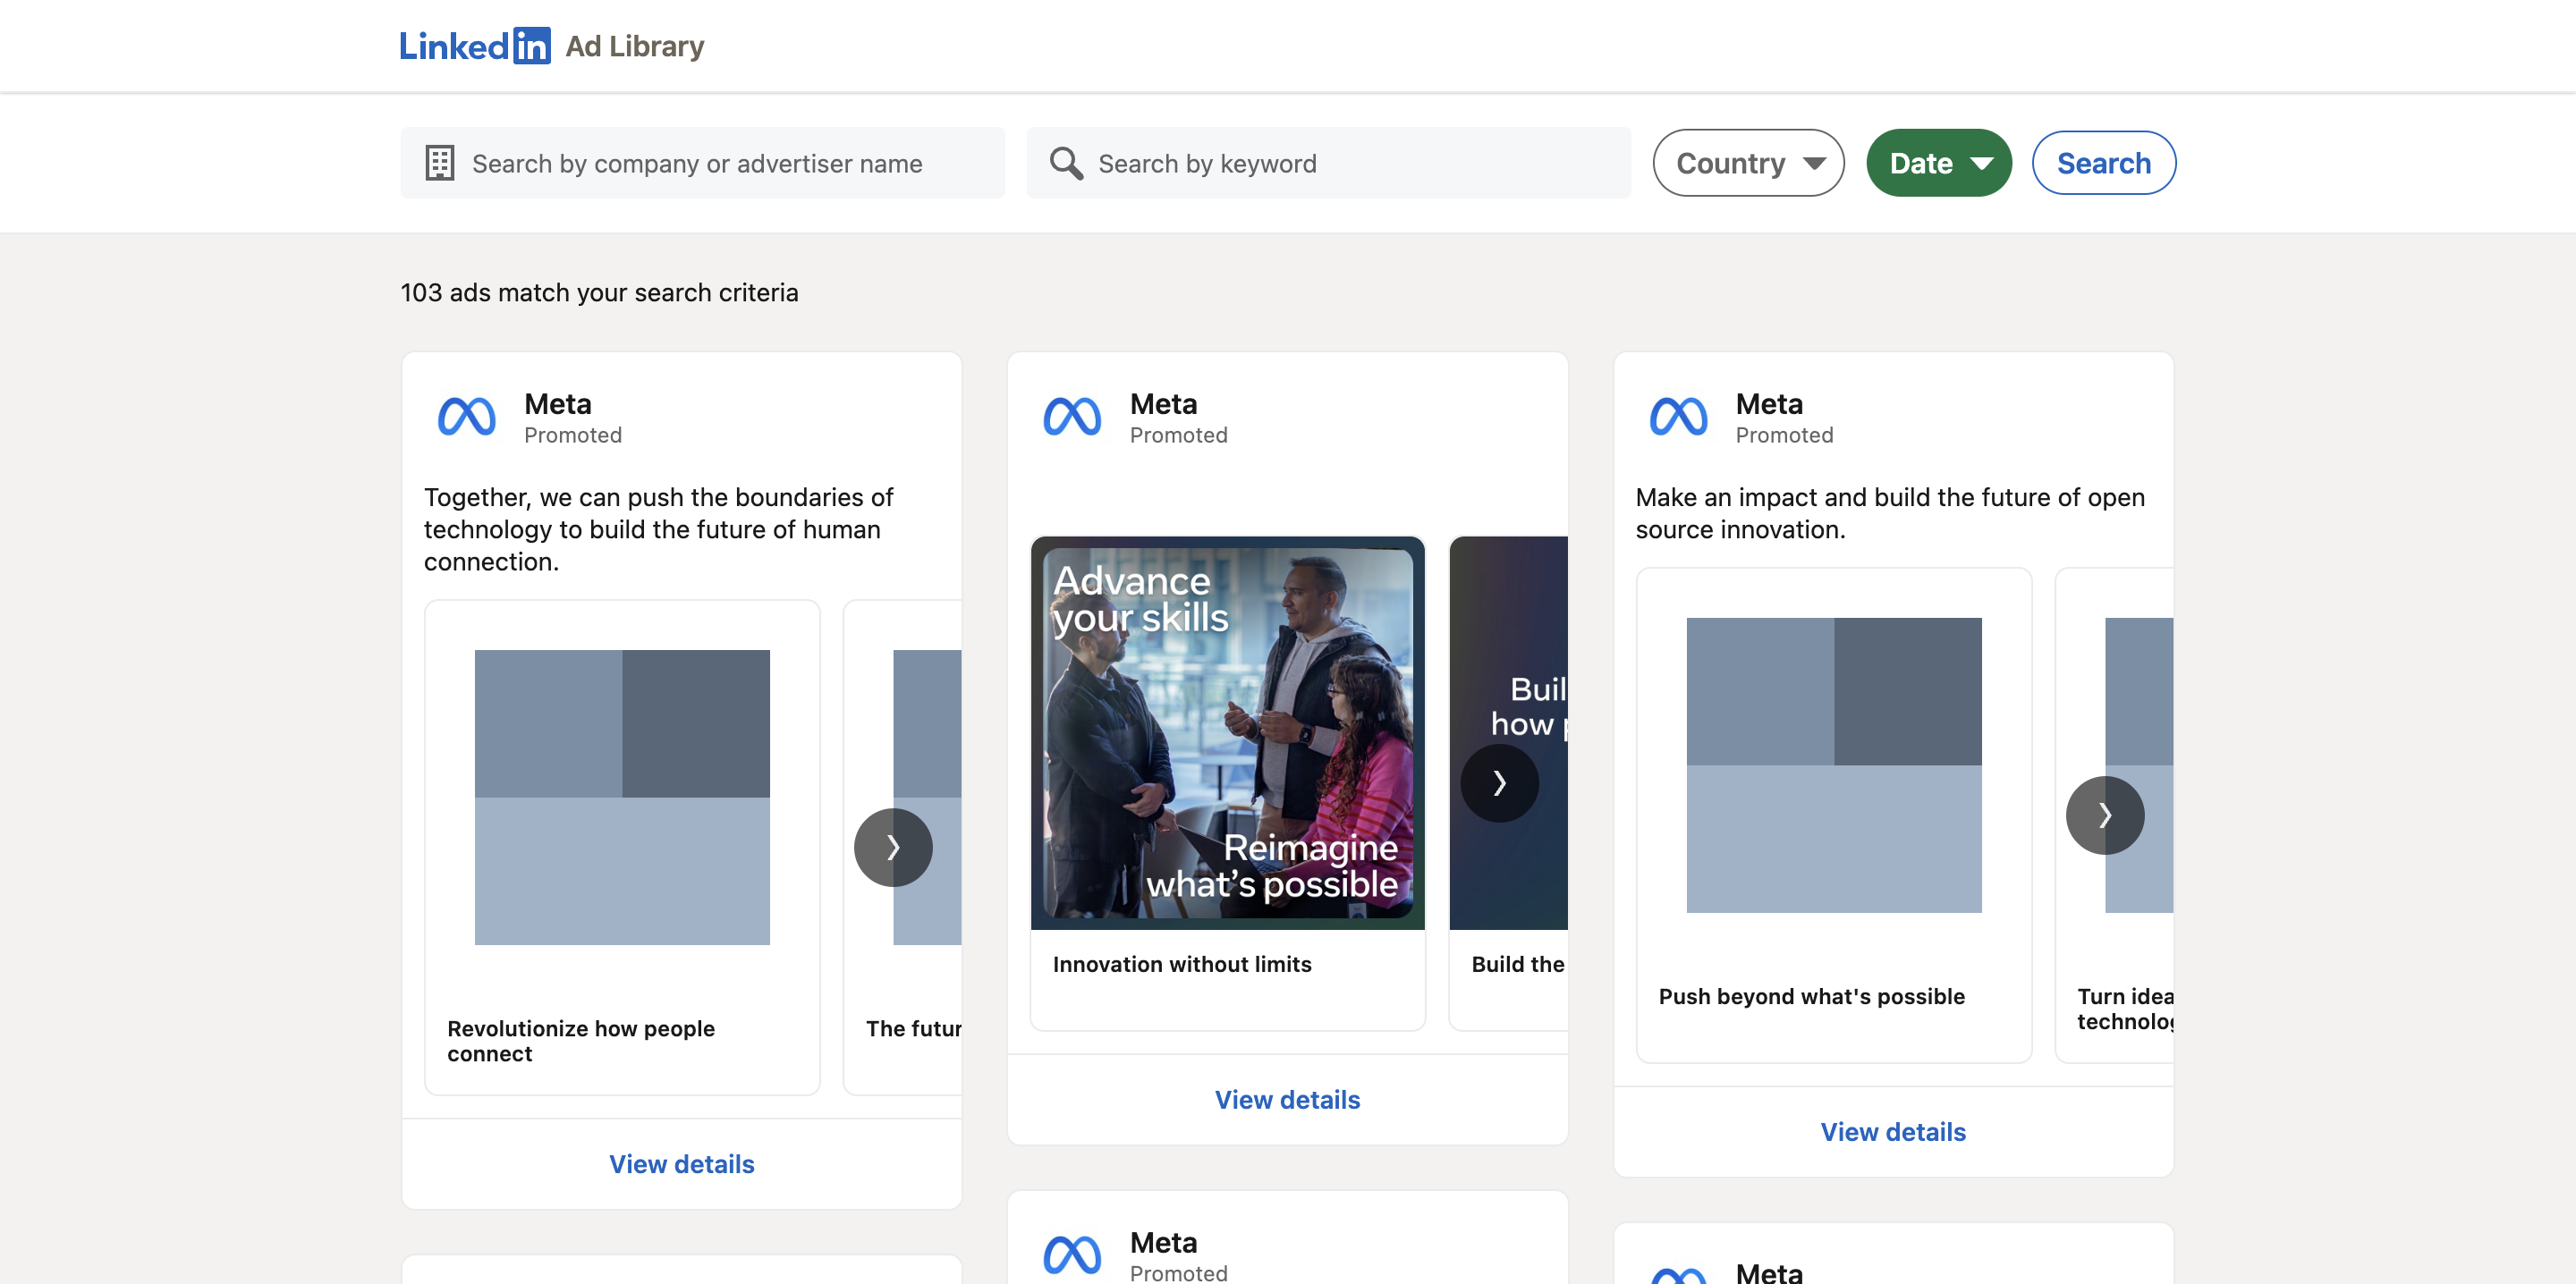 LinkedIn Ad Library
Search by company or advertiser name
Search by keyword
Country
Date
Search
103 ads match your search criteria
Meta
Promoted
Together, we can push the boundaries of
technology to build the future of human
connection.
Revolutionize how people
connect
The futur
View details
Meta
Promoted
Advance
your skills
Reimagine
what's possible
Innovation without limits
Buil
how
Build the
View details
Meta
Promoted
Make an impact and build the future of open
source innovation.
Push beyond what's possible
Turn idea
technolog
View details
Meta
Promoted
Meta